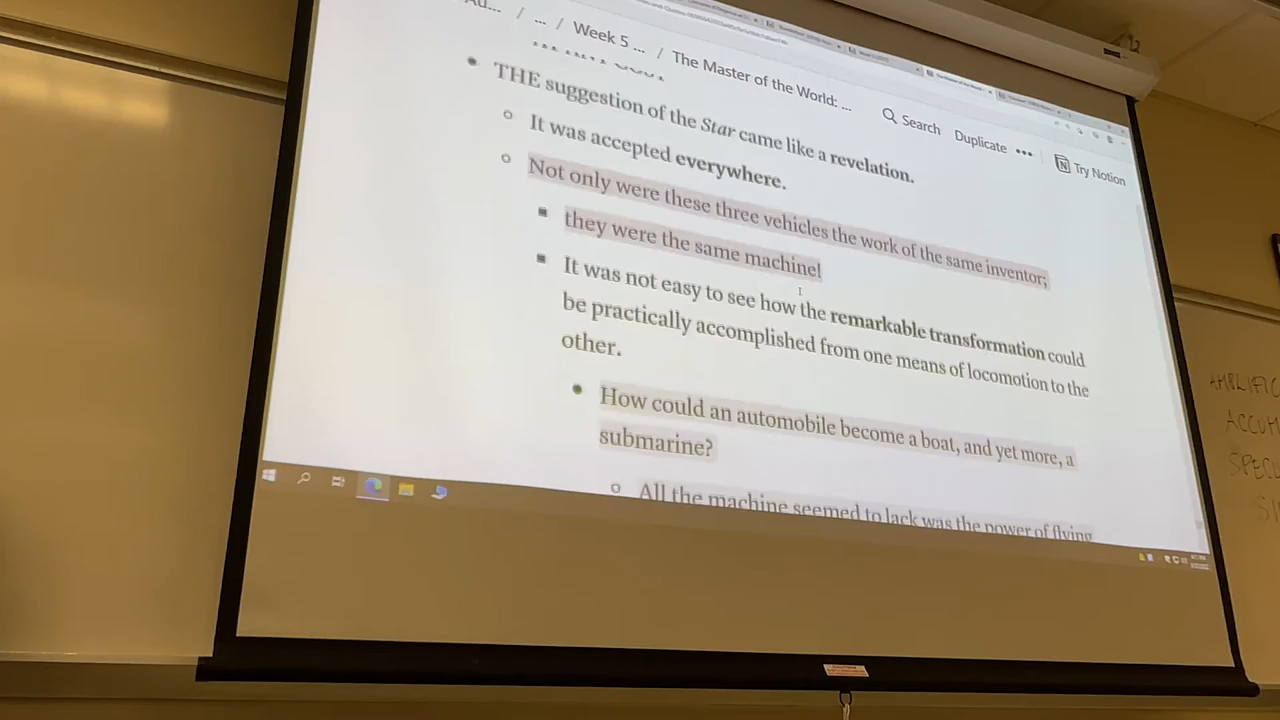 ... / Week 5 ... / The Master of the World: ...
Search Duplicate ••• Try Notion
THE suggestion of the Star came like a revelation.
It was accepted everywhere.
Not only were these three vehicles the work of the same inventor;
they were the same machine!
It was not easy to see how the remarkable transformation could
be practically accomplished from one means of locomotion to the
other.
How could an automobile become a boat, and yet more, a
submarine?
All the machine seemed to lack was the power of flying